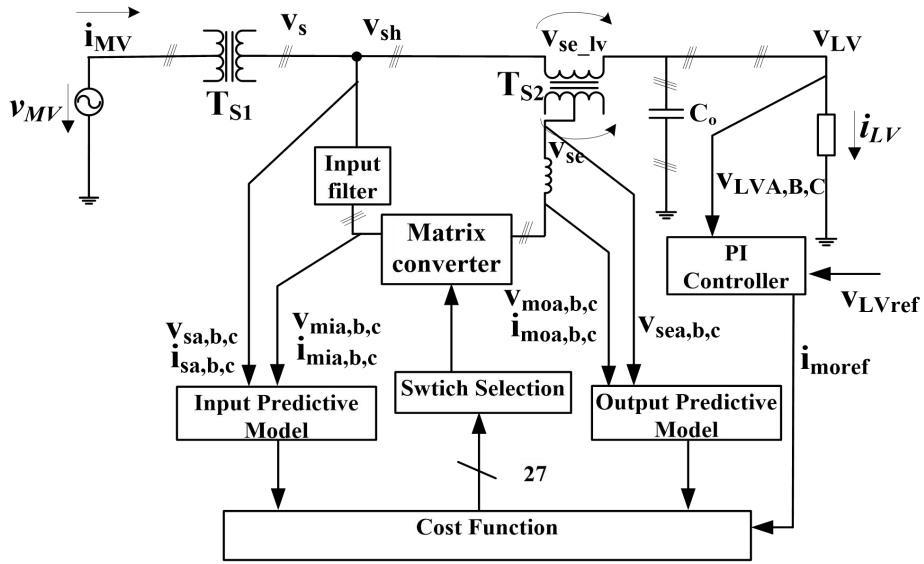 i_MV
v_s
v_sh
v_se_lv
v_LV
v_MV
T_S1
T_S2
C_o
i_LV
v_se
Input
filter
v_LVA,B,C
Matrix
converter
PI
Controller
v_LVref
v_sa,b,c
i_sa,b,c
v_mia,b,c
i_mia,b,c
v_moa,b,c
i_moa,b,c
v_sea,b,c
i_moref
Input Predictive
Model
Swtich Selection
Output Predictive
Model
27
Cost Function